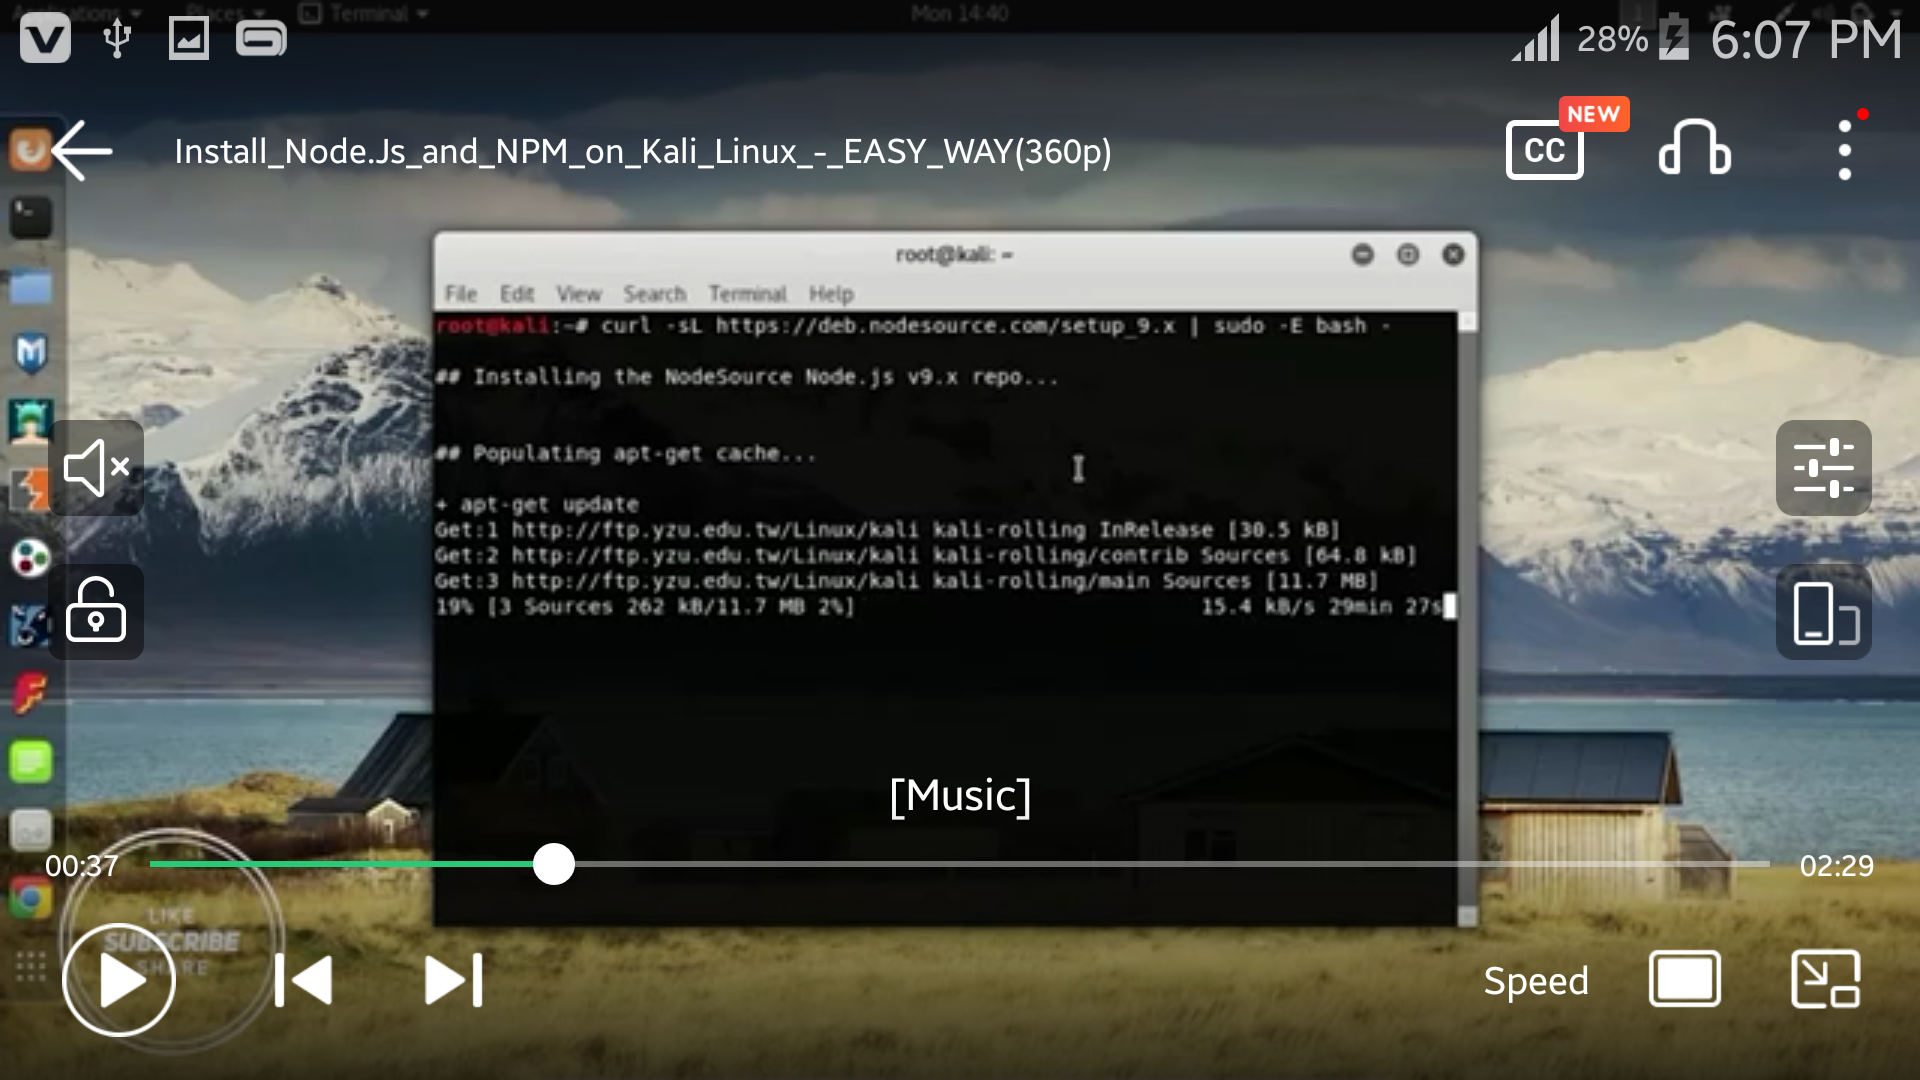 Applications Places Terminal Mon 14:40
28% 6:07 PM
NEW
Install_Node.Js_and_NPM_on_Kali_Linux_-_EASY_WAY(360p) CC
root@kali: ~
File Edit View Search Terminal Help
root@kali:~# curl -sL https://deb.nodesource.com/setup_9.x | sudo -E bash -
## Installing the NodeSource Node.js v9.x repo...
## Populating apt-get cache...
+ apt-get update
Get:1 http://ftp.yzu.edu.tw/Linux/kali kali-rolling InRelease [30.5 kB]
Get:2 http://ftp.yzu.edu.tw/Linux/kali kali-rolling/contrib Sources [64.8 kB]
Get:3 http://ftp.yzu.edu.tw/Linux/kali kali-rolling/main Sources [11.7 MB]
19% [3 Sources 262 kB/11.7 MB 2%] 15.4 kB/s 29min 27s
[Music]
00:37 02:29
LIKE
SUBSCRIBE
SHARE
Speed